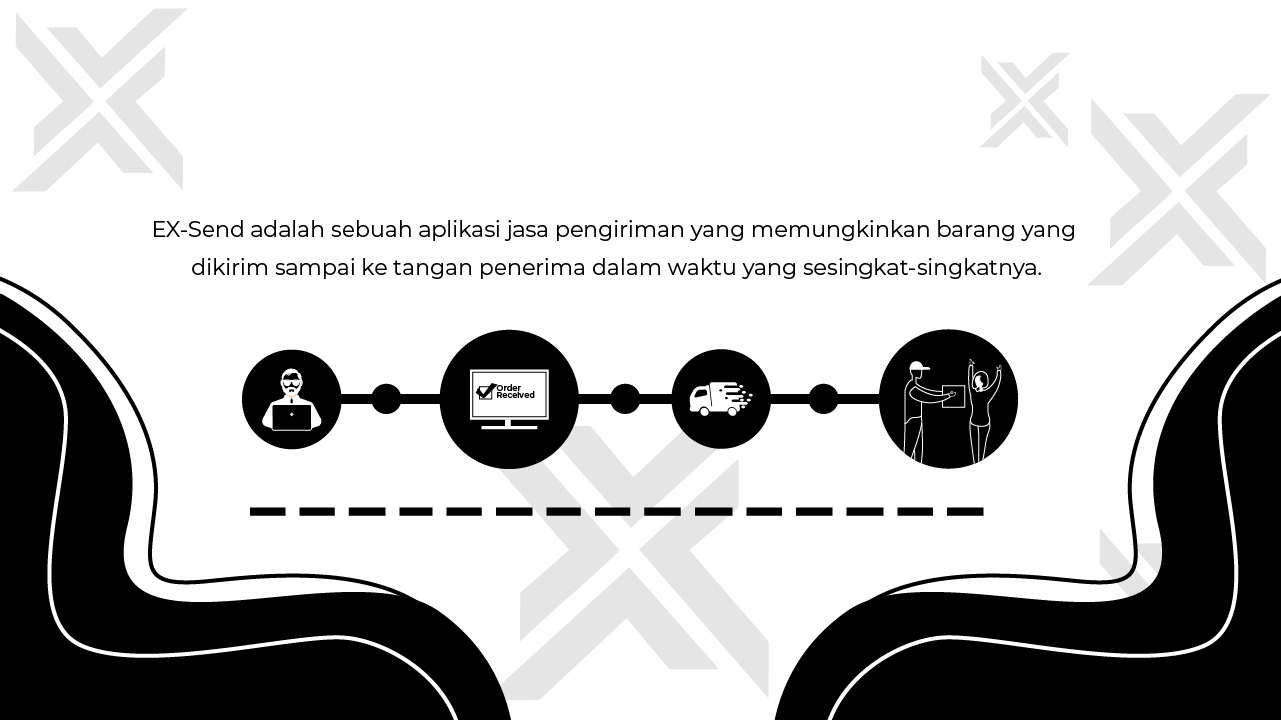 EX-Send adalah sebuah aplikasi jasa pengiriman yang memungkinkan barang yang
dikirim sampai ke tangan penerima dalam waktu yang sesingkat-singkatnya.
Order
Received